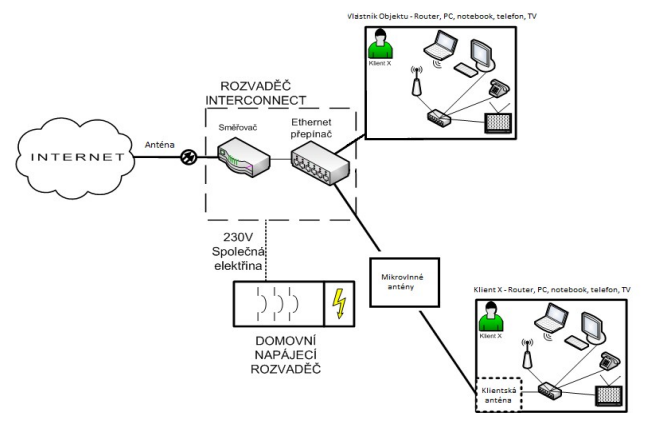 Vlastník Objektu - Router, PC, notebook, telefon, TV
Klient X
ROZVADĚČ
INTERCONNECT
Směřovač
Ethernet
přepínač
Anténa
INTERNET
230V
Společná
elektřina
Mikrovlnné
antény
DOMOVNÍ
NAPÁJECÍ
ROZVADĚČ
Klient X - Router, PC, notebook, telefon, TV
Klient X
Klientská
anténa